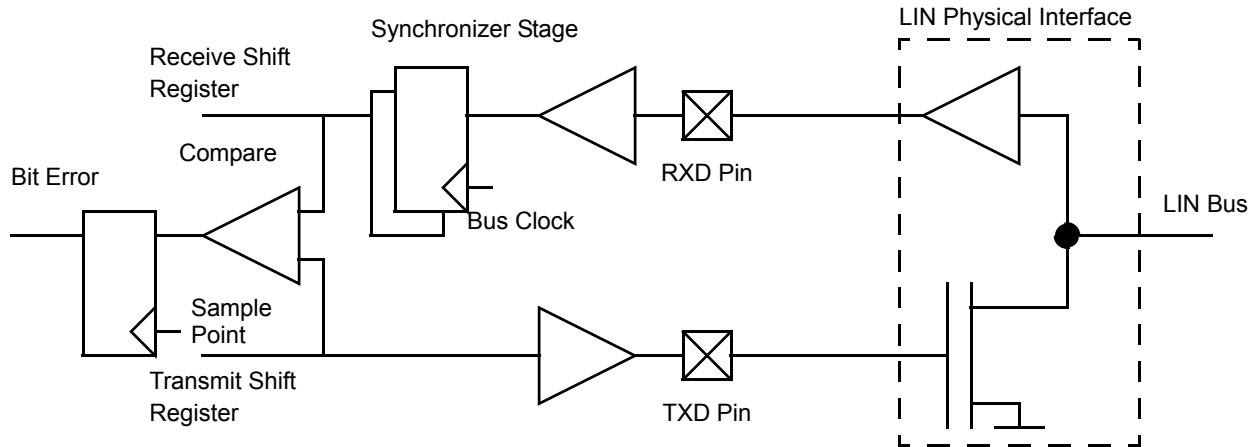 LIN Physical Interface
Synchronizer Stage
Receive Shift
Register
Compare
RXD Pin
Bit Error
Bus Clock
LIN Bus
Sample
Point
Transmit Shift
Register
TXD Pin